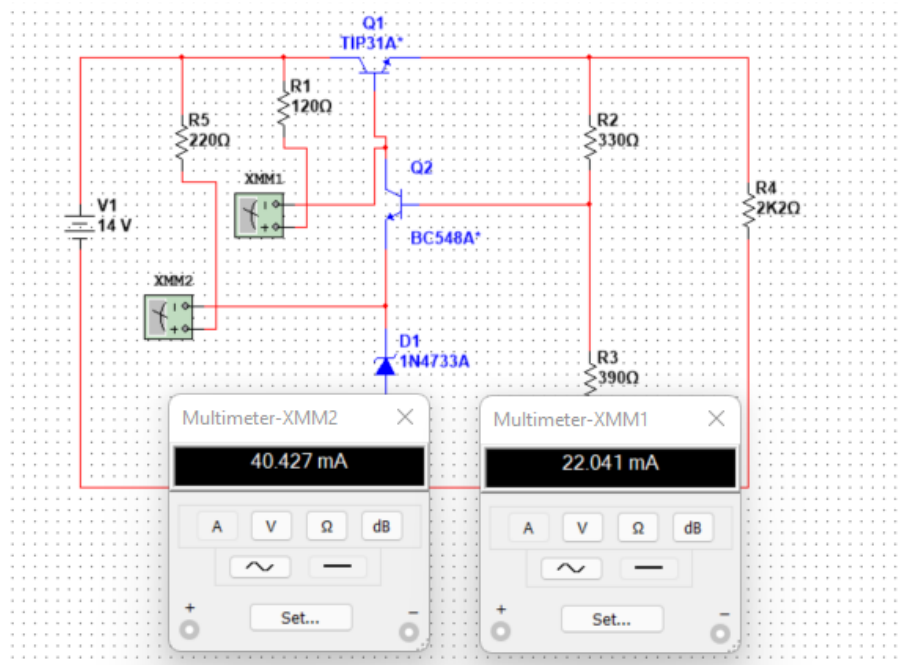 Q1
TIP31A*
R1
120Ω
R5
220Ω
R2
330Ω
XMM1
Q2
R4
2K2Ω
V1
14 V
BC548A*
XMM2
D1
1N4733A
R3
390Ω
Multimeter-XMM2
40.427 mA
A V Ω dB
+ Set... −
Multimeter-XMM1
22.041 mA
A V Ω dB
+ Set... −